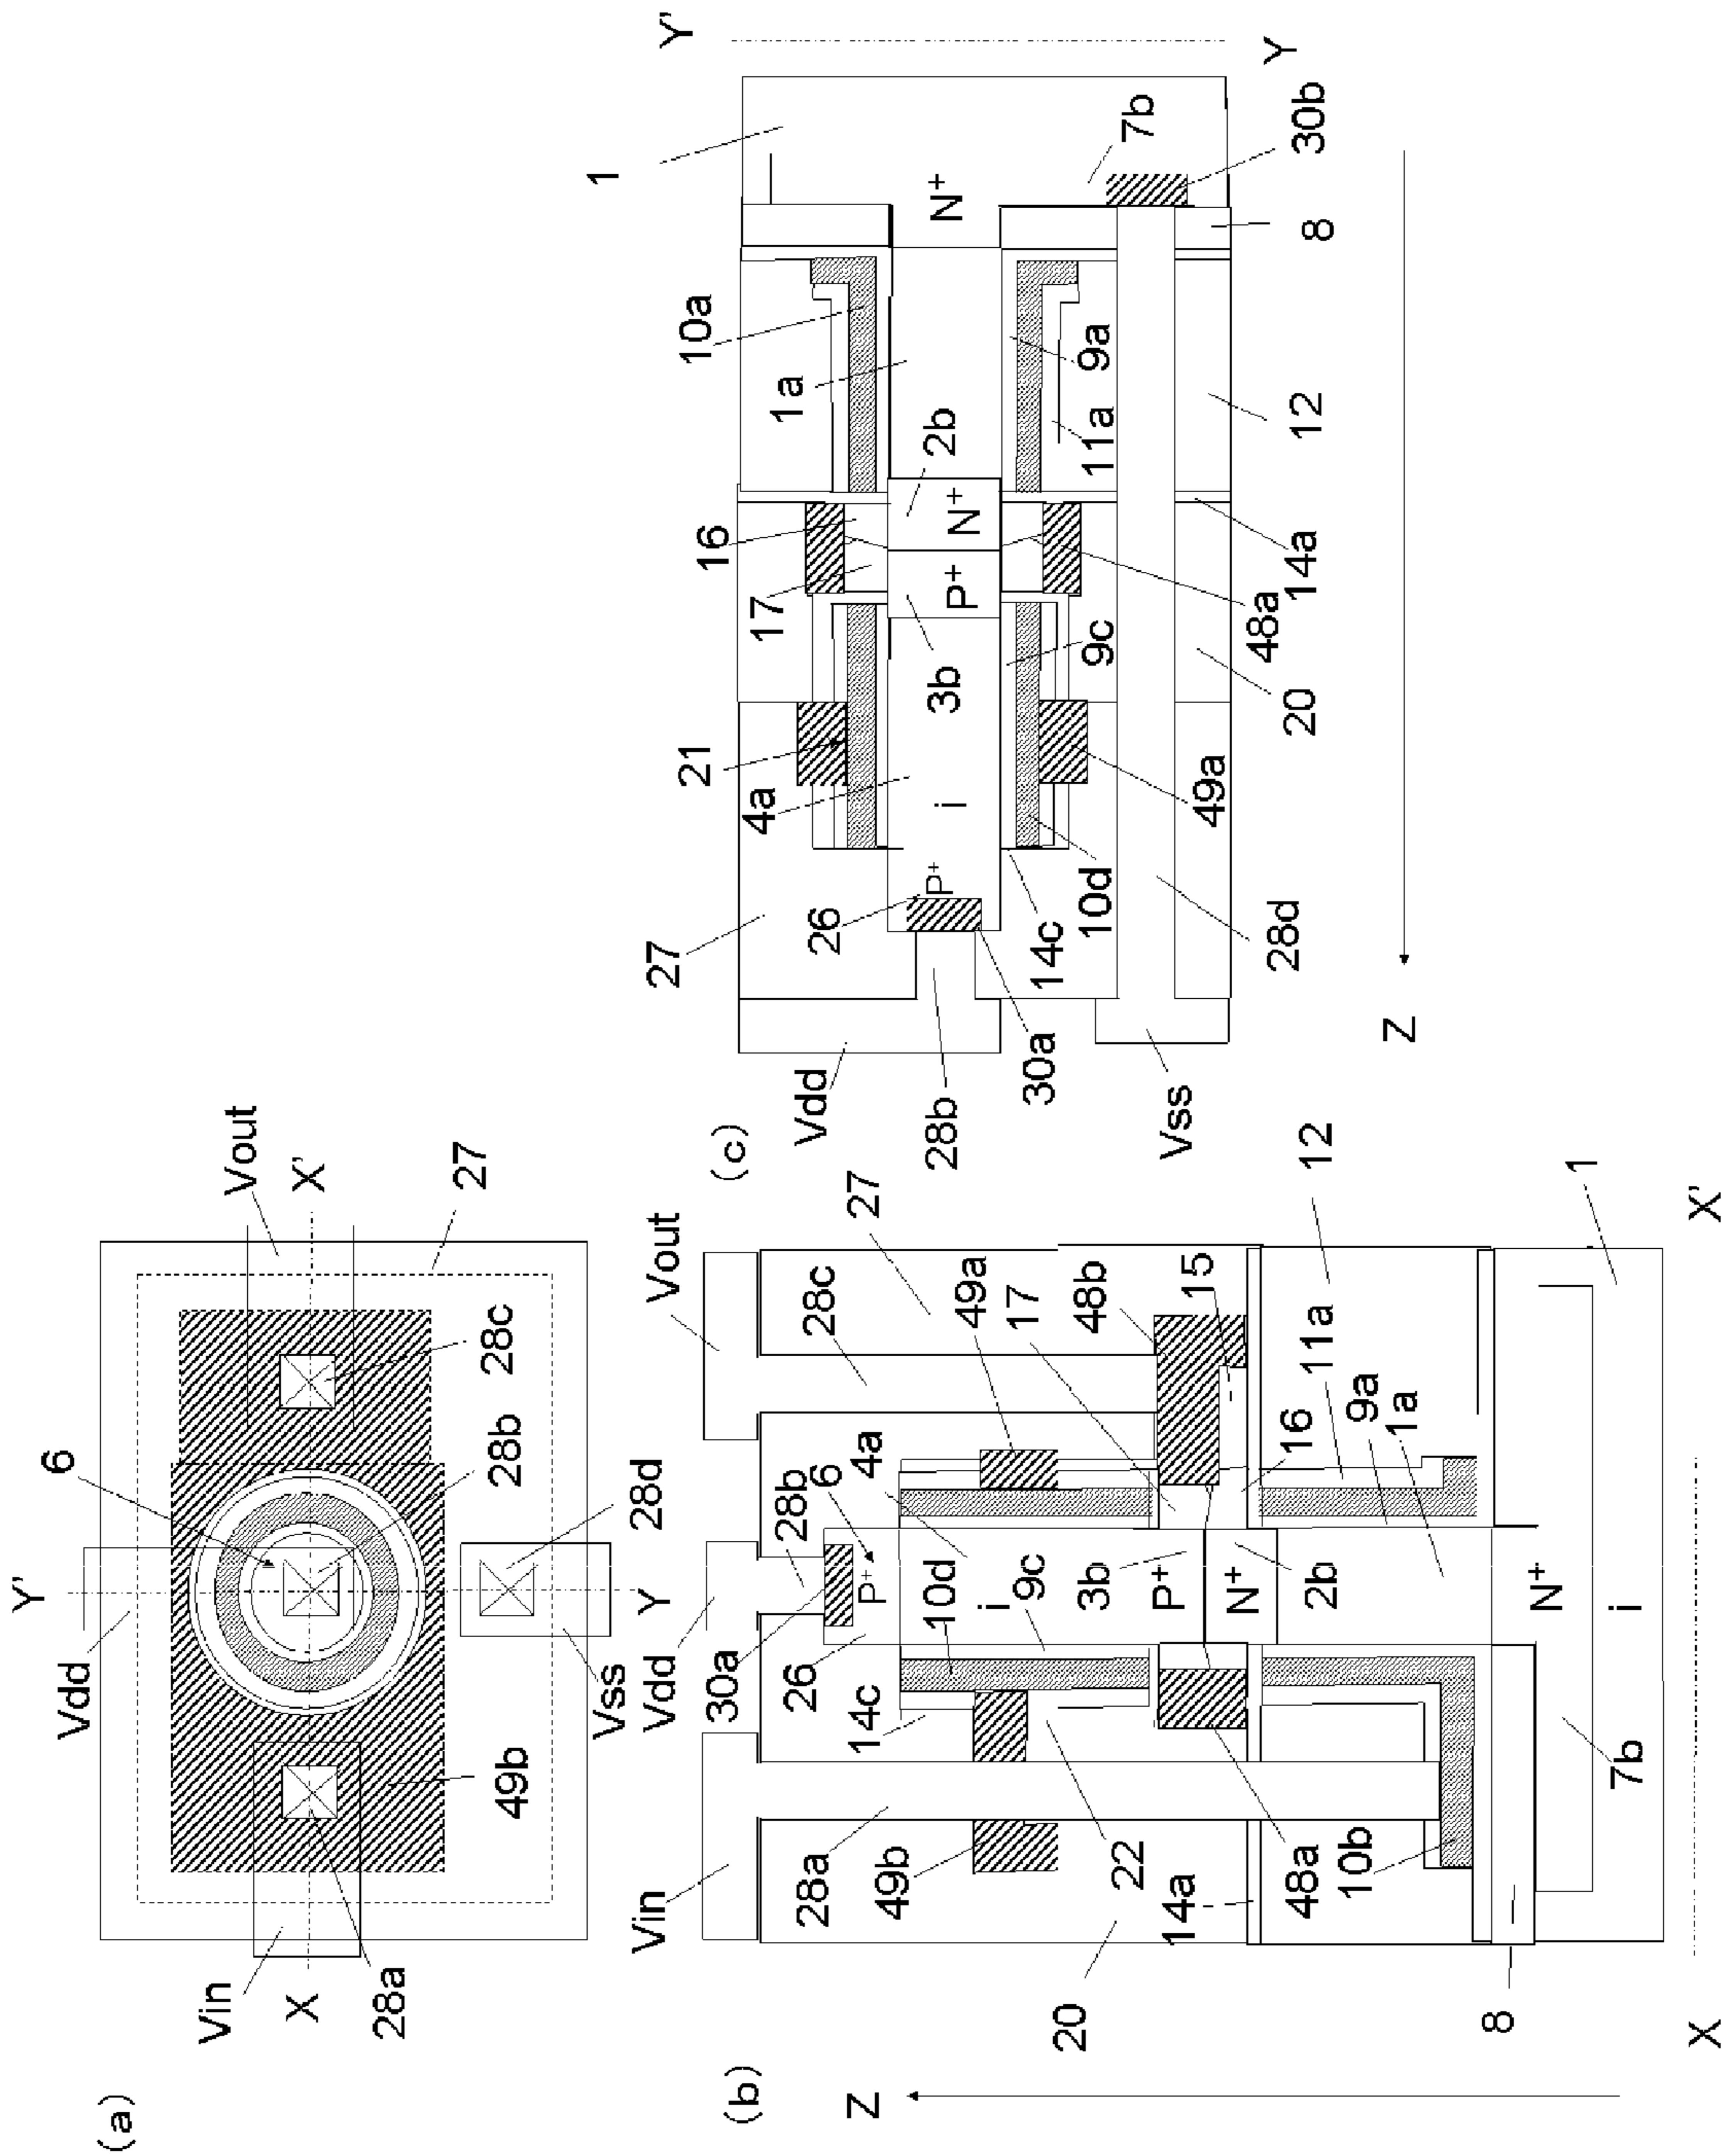 (a)
Vin
X
28a
49b
Vdd
Y'
6
Vss
Y
28d
28b
28c
Vout
X'
27
(b)
Z
Vin
28a
49b
20
22
14a
48a
10b
8
X
Vdd
30a
26
14c
28b
6
P+
10d
4a
i
9c
3b
P+
N+
2b
N+
i
7b
Vout
28c
27
49a
17
48b
15
16
11a
9a
1a
12
1
X'
(c)
Vdd
28b
30a
Vss
27
26
P+
14c
10d
28d
21
4a
i
49a
3b
9c
20
17
16
P+
N+
2b
48a
14a
1a
10a
11a
9a
12
N+
1
7b
30b
8
Y'
Y
Z